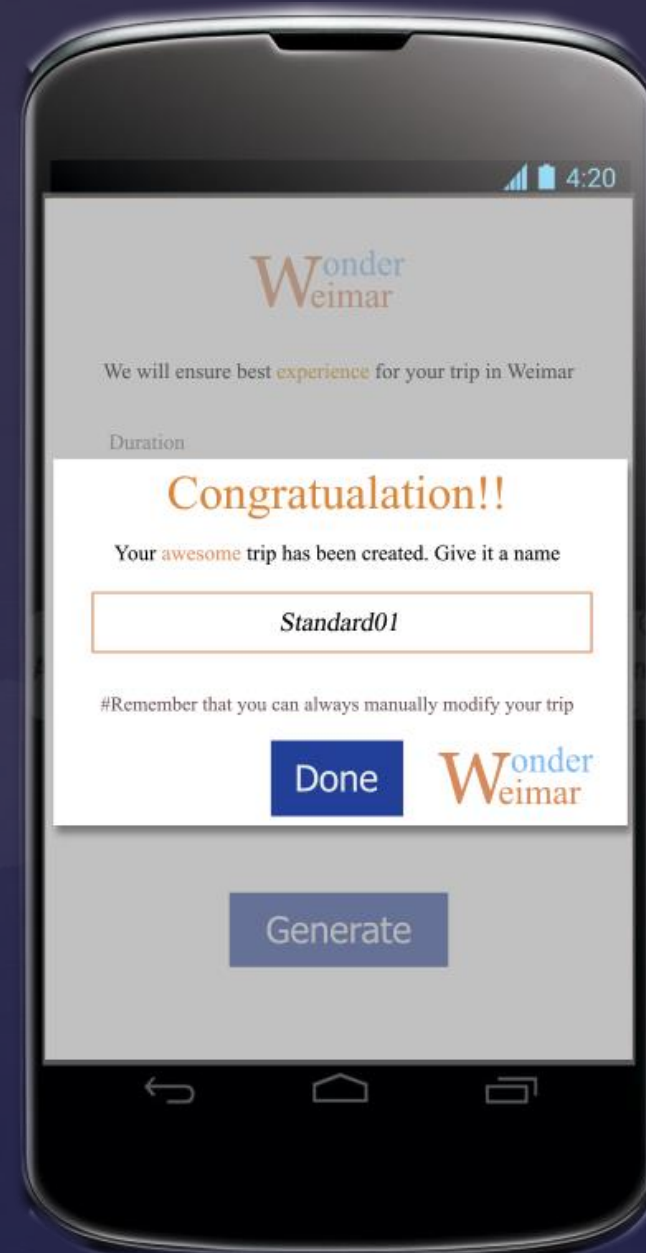 4:20
Wonder
Weimar
We will ensure best experience for your trip in Weimar
Duration
Congratualation!!
Your awesome trip has been created. Give it a name
Standard01
#Remember that you can always manually modify your trip
Done
Wonder
Weimar
Generate